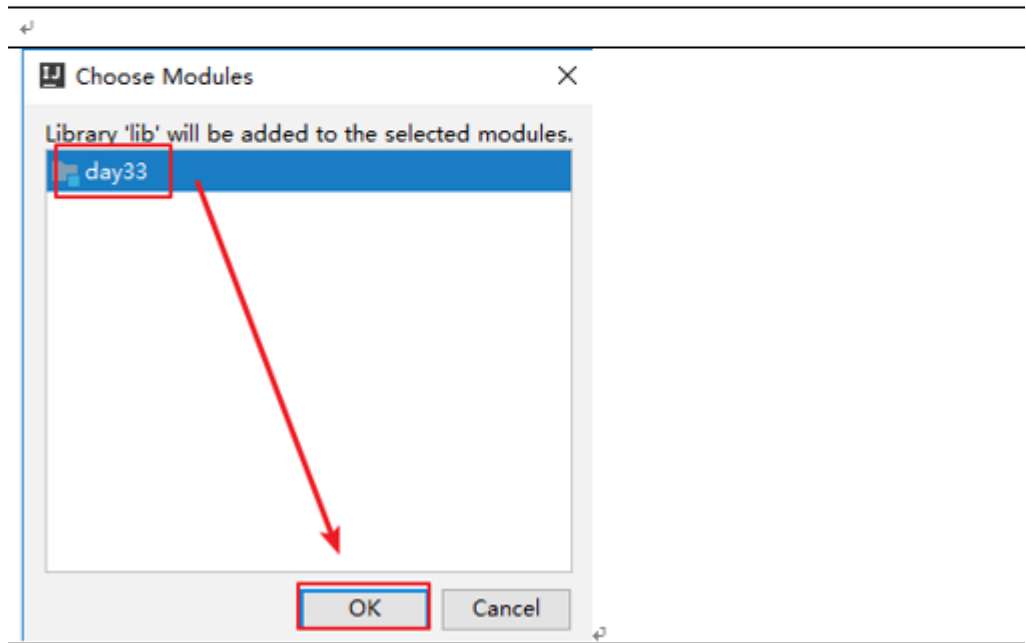 Choose Modules
Library 'lib' will be added to the selected modules.
day33
OK Cancel